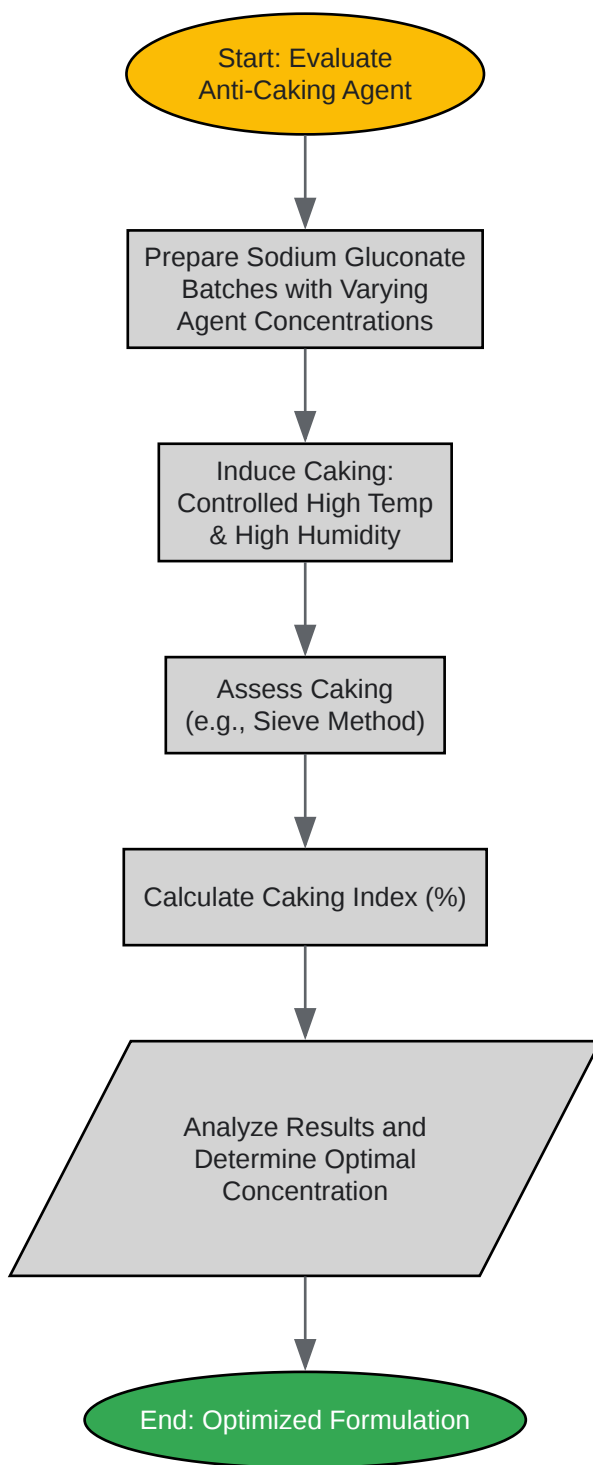 Start: Evaluate
Anti-Caking Agent
Prepare Sodium Gluconate
Batches with Varying
Agent Concentrations
Induce Caking:
Controlled High Temp
& High Humidity
Assess Caking
(e.g., Sieve Method)
Calculate Caking Index (%)
Analyze Results and
Determine Optimal
Concentration
End: Optimized Formulation